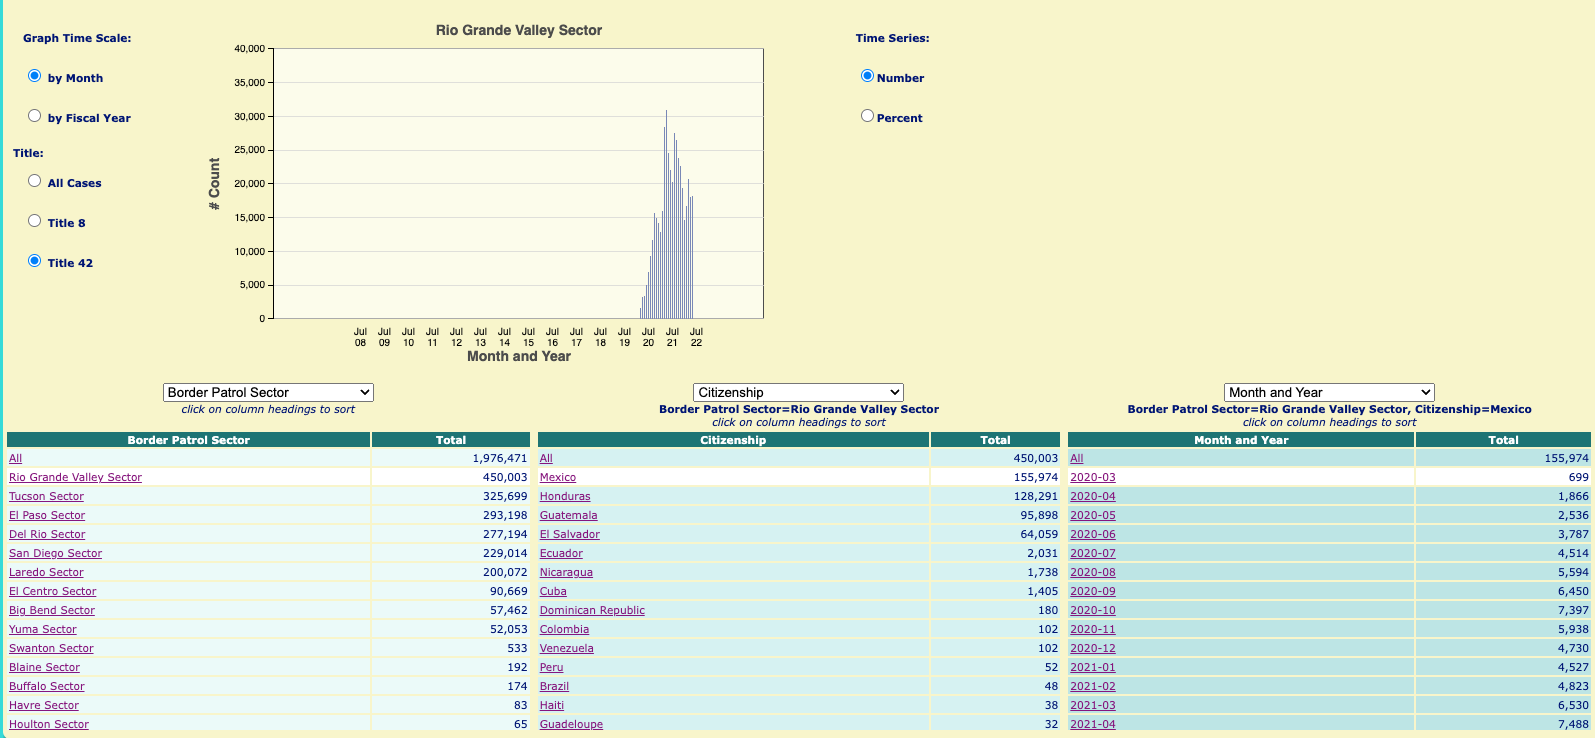 Rio Grande Valley Sector
Graph Time Scale:
by Month
by Fiscal Year
Title:
All Cases
Title 8
Title 42
# Count
40,000
35,000
30,000
25,000
20,000
15,000
10,000
5,000
0
Jul 08 Jul 09 Jul 10 Jul 11 Jul 12 Jul 13 Jul 14 Jul 15 Jul 16 Jul 17 Jul 18 Jul 19 Jul 20 Jul 21 Jul 22
Month and Year
Time Series:
Number
Percent
Border Patrol Sector
click on column headings to sort
Border Patrol Sector Total
All 1,976,471
Rio Grande Valley Sector 450,003
Tucson Sector 325,699
El Paso Sector 293,198
Del Rio Sector 277,194
San Diego Sector 229,014
Laredo Sector 200,072
El Centro Sector 90,669
Big Bend Sector 57,462
Yuma Sector 52,053
Swanton Sector 533
Blaine Sector 192
Buffalo Sector 174
Havre Sector 83
Houlton Sector 65
Citizenship
Border Patrol Sector=Rio Grande Valley Sector
click on column headings to sort
Citizenship Total
All 450,003
Mexico 155,974
Honduras 128,291
Guatemala 95,898
El Salvador 64,059
Ecuador 2,031
Nicaragua 1,738
Cuba 1,405
Dominican Republic 180
Colombia 102
Venezuela 102
Peru 52
Brazil 48
Haiti 38
Guadeloupe 32
Month and Year
Border Patrol Sector=Rio Grande Valley Sector, Citizenship=Mexico
click on column headings to sort
Month and Year Total
All 155,974
2020-03 699
2020-04 1,866
2020-05 2,536
2020-06 3,787
2020-07 4,514
2020-08 5,594
2020-09 6,450
2020-10 7,397
2020-11 5,938
2020-12 4,730
2021-01 4,527
2021-02 4,823
2021-03 6,530
2021-04 7,488